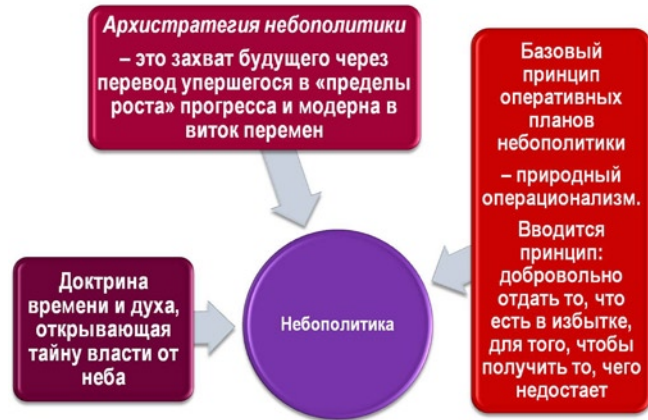 Архистратегия небополитики
– это захват будущего через
перевод упершегося в «пределы
роста» прогресса и модерна в
виток перемен
Базовый
принцип
оперативных
планов
небополитики
– природный
операционализм.
Вводится
принцип:
добровольно
отдать то, что
есть в избытке,
для того, чтобы
получить то, чего
недостает
Доктрина
времени и духа,
открывающая
тайну власти от
неба
Небополитика